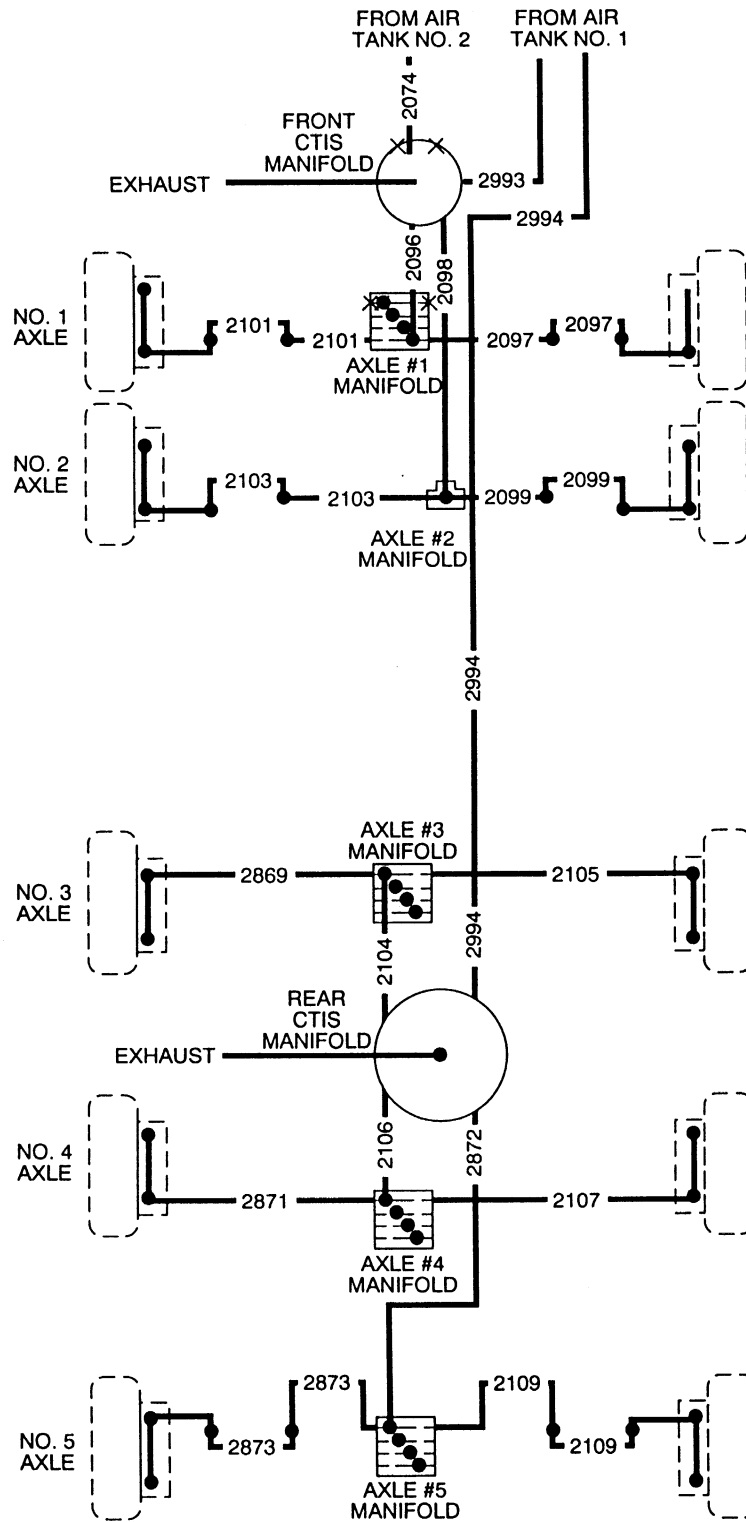 FROM AIR
TANK NO. 2
FROM AIR
TANK NO. 1
2074
FRONT
CTIS
MANIFOLD
EXHAUST
2993
2994
2096
2098
NO. 1
AXLE
2101
2101
2097
2097
AXLE #1
MANIFOLD
NO. 2
AXLE
2103
2103
2099
2099
AXLE #2
MANIFOLD
2994
AXLE #3
MANIFOLD
NO. 3
AXLE
2869
2105
2104
2994
REAR
CTIS
MANIFOLD
EXHAUST
2106
2872
NO. 4
AXLE
2871
2107
AXLE #4
MANIFOLD
2873
2109
NO. 5
AXLE
2873
2109
AXLE #5
MANIFOLD